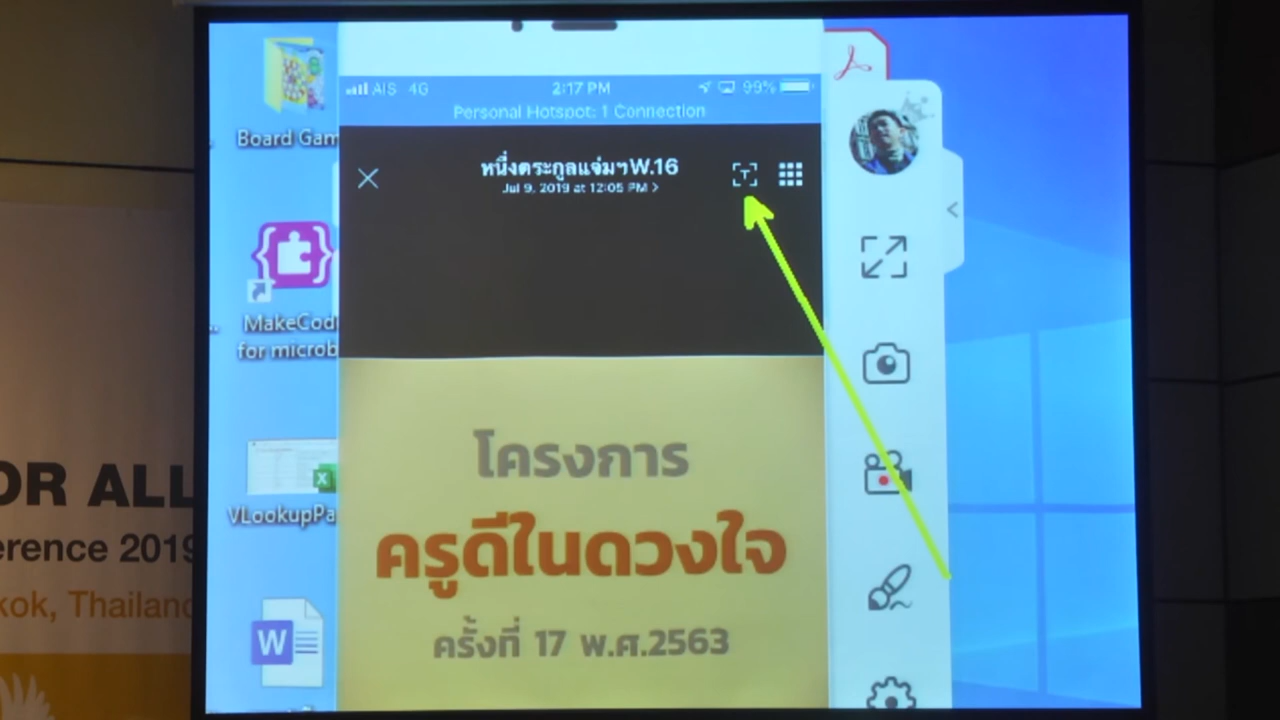 AIS 4G 2:17 PM 99%
Personal Hotspot: 1 Connection
หนึ่งตระกูลแจ่มฯW.16
Jul 9, 2019 at 12:05 PM >
โครงการ
ครูดีในดวงใจ
ครั้งที่ 17 พ.ศ.2563
Board Gam
MakeCod
for microb
X
VLookupPa
W
OR ALL
erence 2019
kok, Thailand